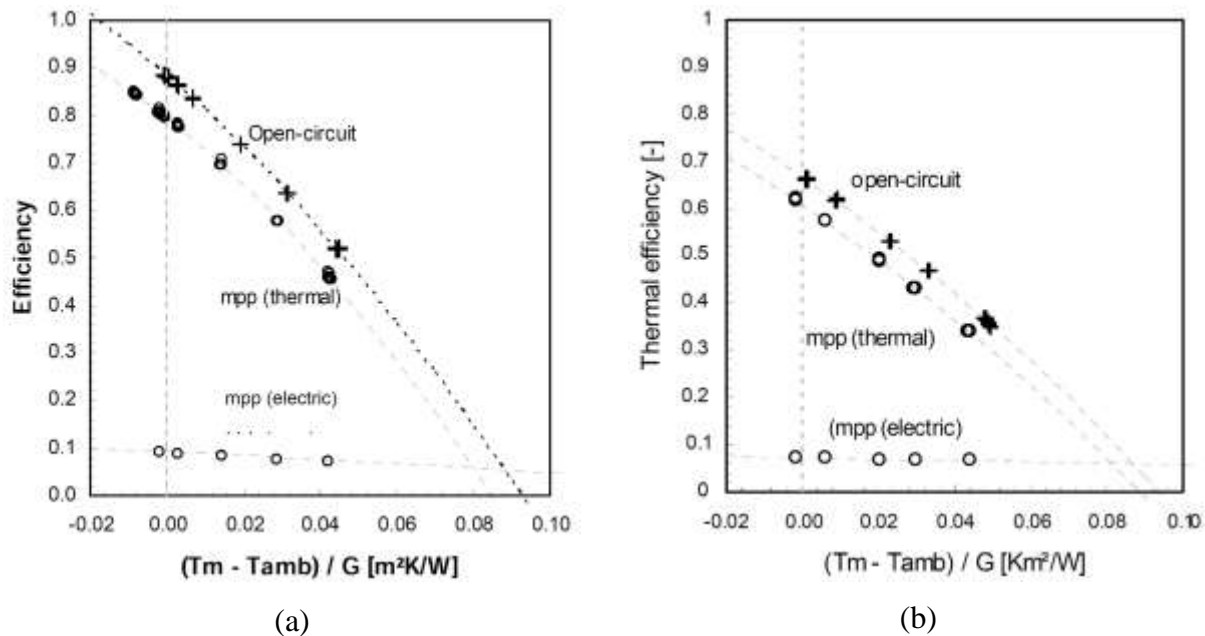 1.0
0.9
0.8
0.7
0.6
0.5
0.4
0.3
0.2
0.1
0.0
Efficiency
Open-circuit
mpp (thermal)
mpp (electric)
-0.02 0.00 0.02 0.04 0.06 0.08 0.10
(Tm - Tamb) / G [m²K/W]
(a)
1
0.9
0.8
0.7
0.6
0.5
0.4
0.3
0.2
0.1
0
Thermal efficiency [-]
open-circuit
mpp (thermal)
(mpp (electric)
-0.02 0.00 0.02 0.04 0.06 0.08 0.10
(Tm - Tamb) / G [Km²/W]
(b)